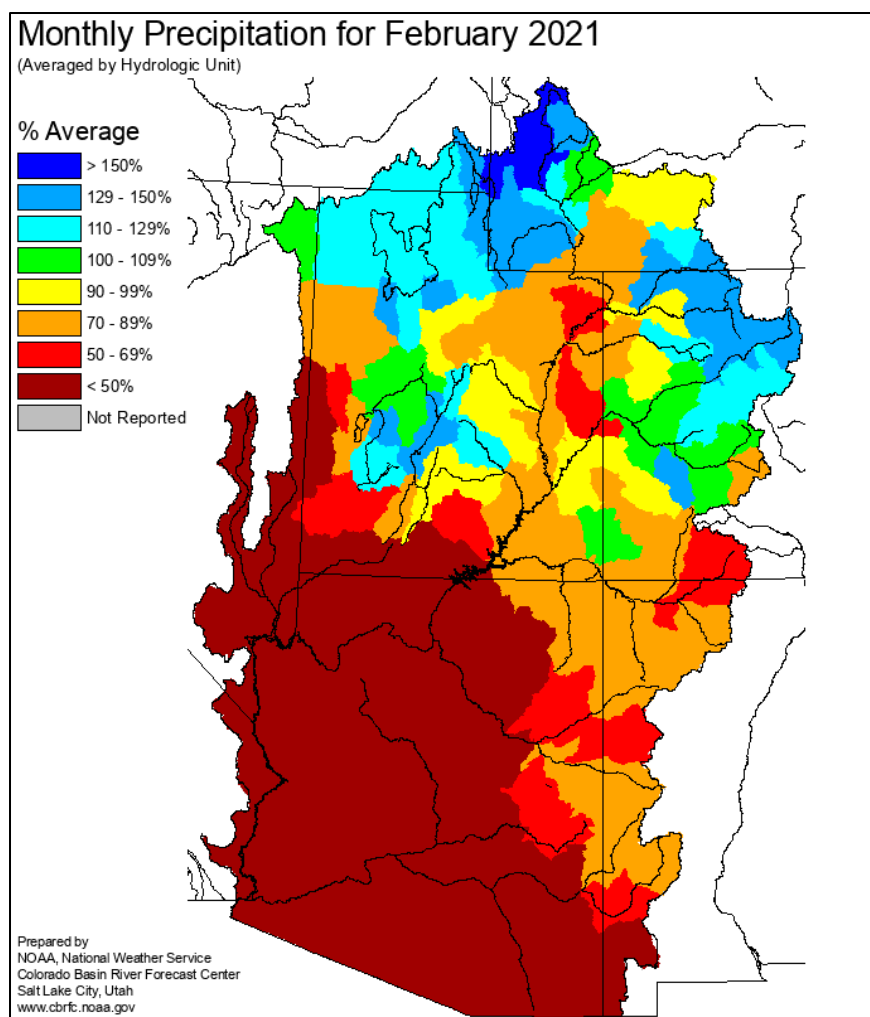 Monthly Precipitation for February 2021
(Averaged by Hydrologic Unit)
% Average
> 150%
129 - 150%
110 - 129%
100 - 109%
90 - 99%
70 - 89%
50 - 69%
< 50%
Not Reported
Prepared by
NOAA, National Weather Service
Colorado Basin River Forecast Center
Salt Lake City, Utah
www.cbrfc.noaa.gov